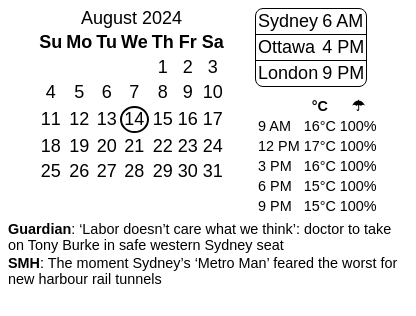 August 2024
Su Mo Tu We Th Fr Sa
1 2 3
4 5 6 7 8 9 10
11 12 13 14 15 16 17
18 19 20 21 22 23 24
25 26 27 28 29 30 31
Sydney 6 AM
Ottawa 4 PM
London 9 PM
°C ☂
9 AM 16°C 100%
12 PM 17°C 100%
3 PM 16°C 100%
6 PM 15°C 100%
9 PM 15°C 100%
Guardian: ‘Labor doesn’t care what we think’: doctor to take
on Tony Burke in safe western Sydney seat
SMH: The moment Sydney’s ‘Metro Man’ feared the worst for
new harbour rail tunnels